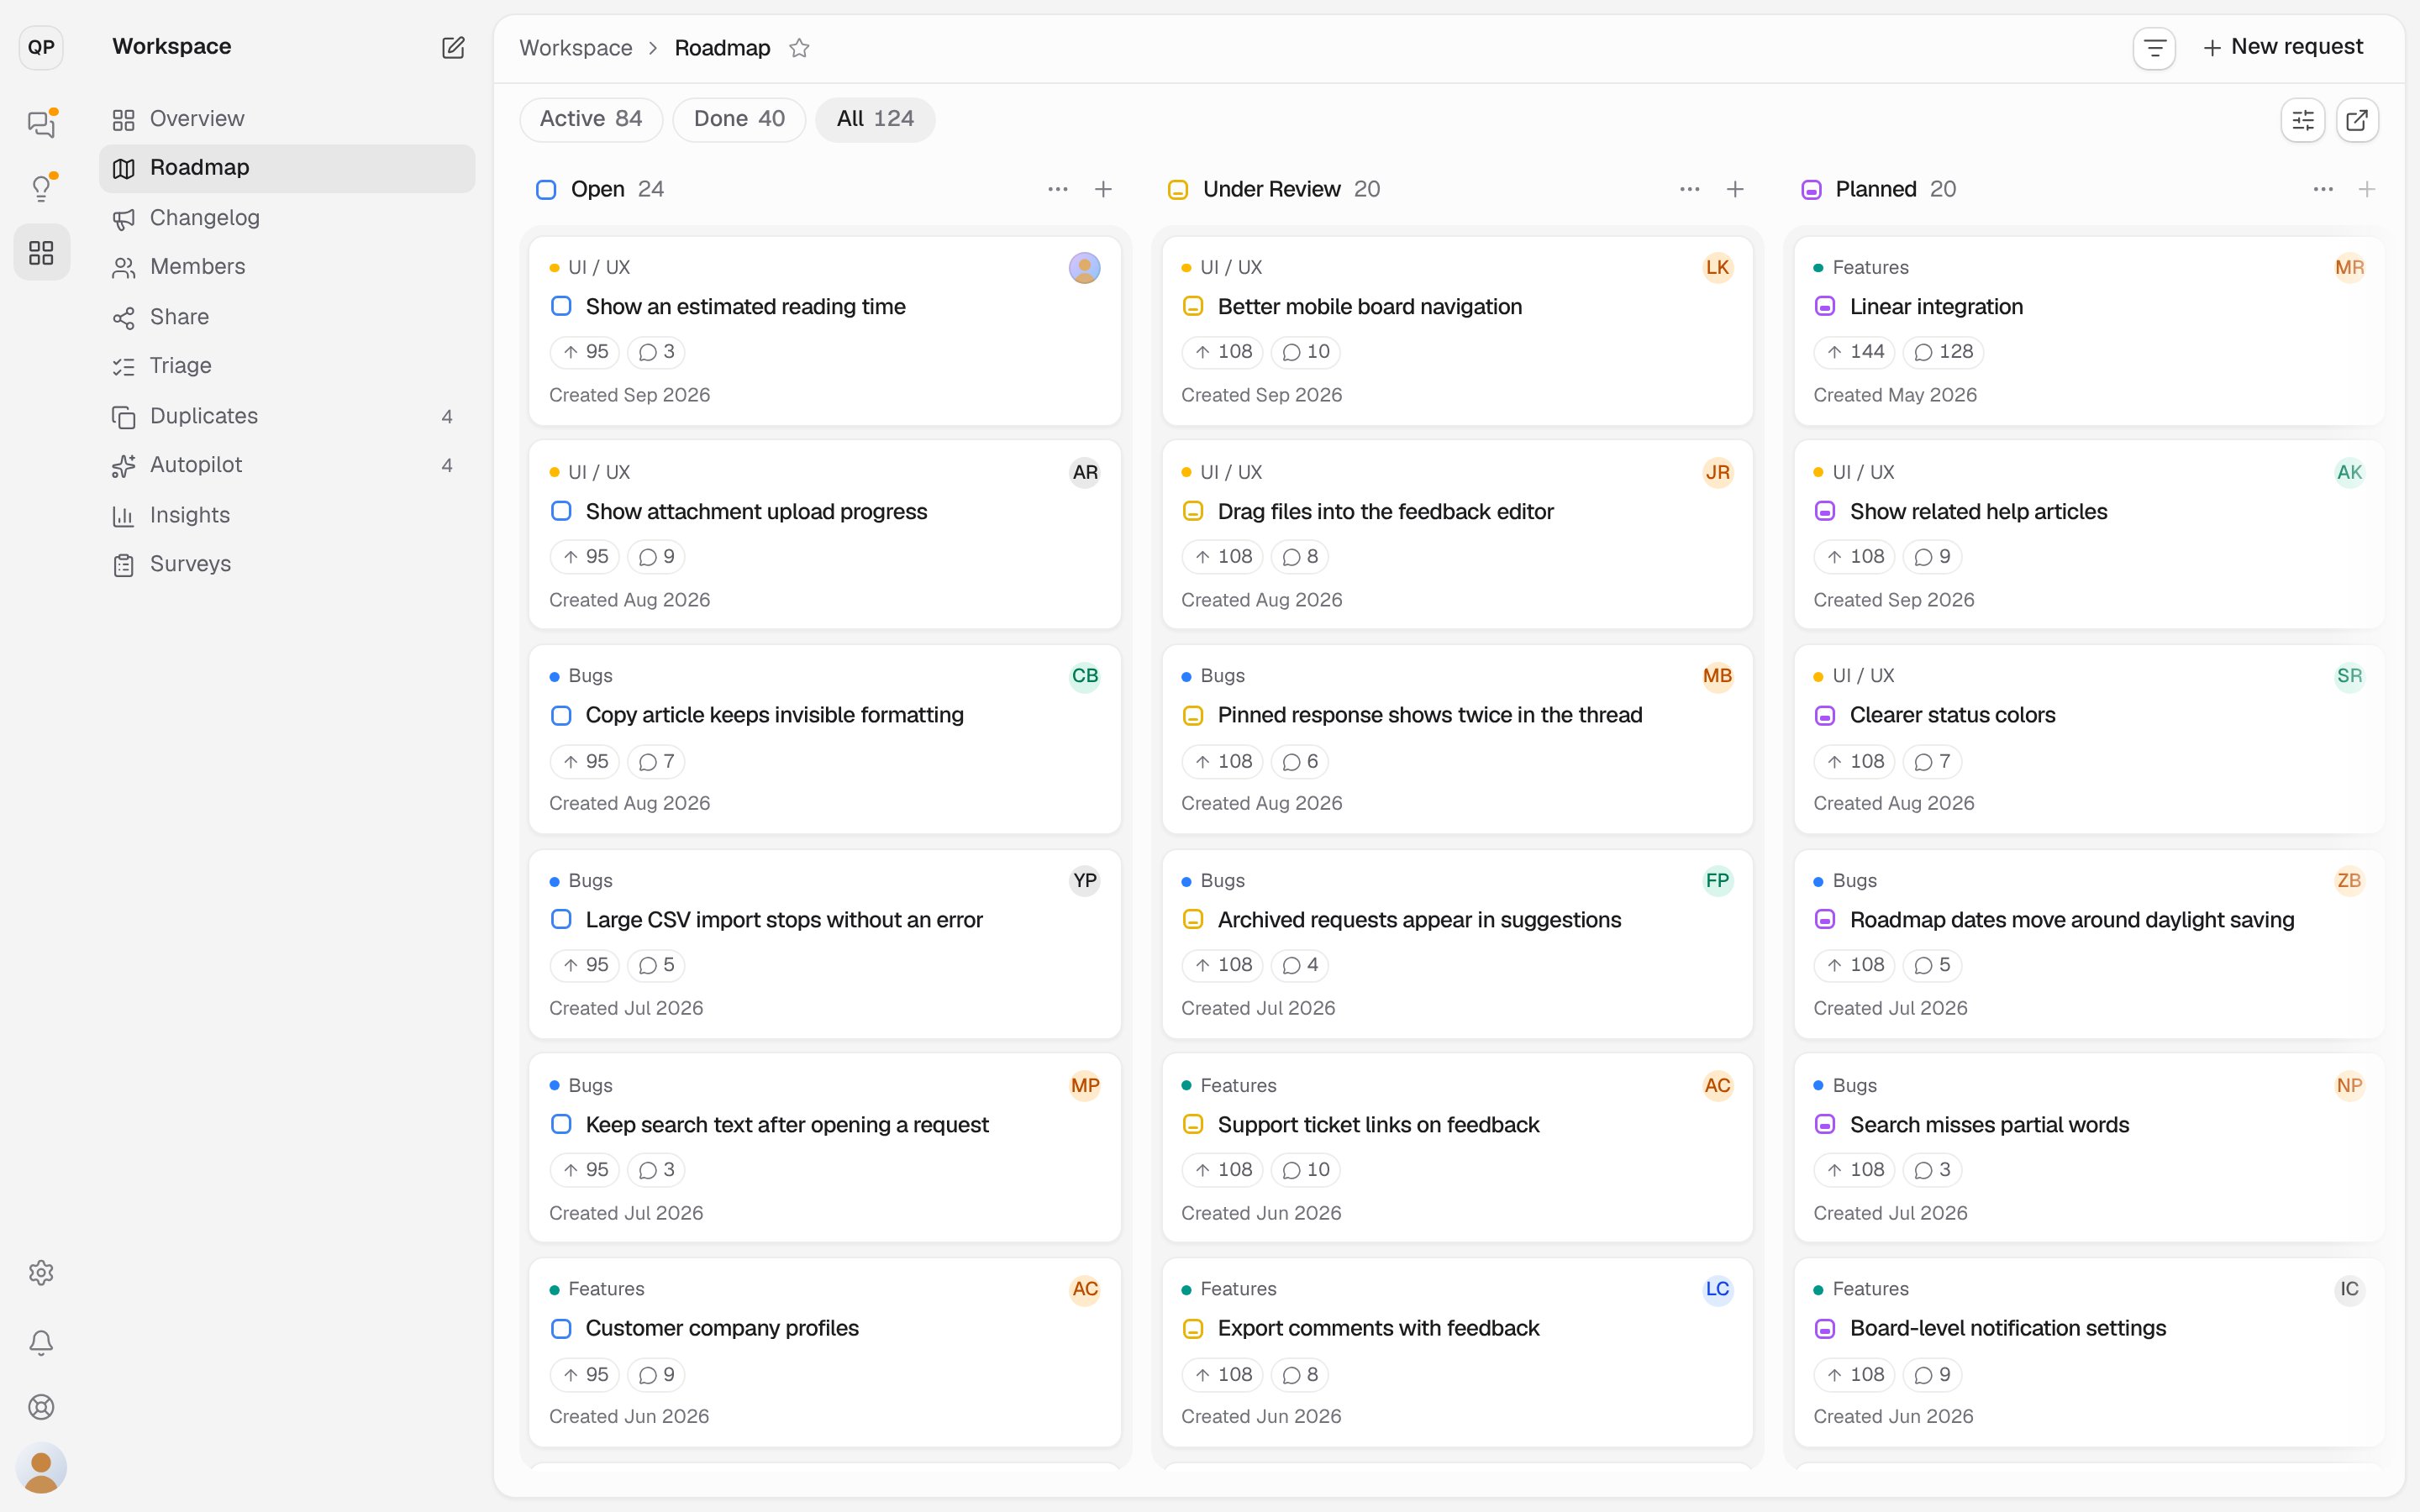 QP
Workspace
Overview
Roadmap
Changelog
Members
Share
Triage
Duplicates 4
Autopilot 4
Insights
Surveys
Workspace > Roadmap
+ New request
Active 84
Done 40
All 124
Open 24
UI / UX
Show an estimated reading time
95 3
Created Sep 2026
UI / UX AR
Show attachment upload progress
95 9
Created Aug 2026
Bugs CB
Copy article keeps invisible formatting
95 7
Created Aug 2026
Bugs YP
Large CSV import stops without an error
95 5
Created Jul 2026
Bugs MP
Keep search text after opening a request
95 3
Created Jul 2026
Features AC
Customer company profiles
95 9
Created Jun 2026
Under Review 20
UI / UX LK
Better mobile board navigation
108 10
Created Sep 2026
UI / UX JR
Drag files into the feedback editor
108 8
Created Aug 2026
Bugs MB
Pinned response shows twice in the thread
108 6
Created Aug 2026
Bugs FP
Archived requests appear in suggestions
108 4
Created Jul 2026
Features AC
Support ticket links on feedback
108 10
Created Jun 2026
Features LC
Export comments with feedback
108 8
Created Jun 2026
Planned 20
Features MR
Linear integration
144 128
Created May 2026
UI / UX AK
Show related help articles
108 9
Created Sep 2026
UI / UX SR
Clearer status colors
108 7
Created Aug 2026
Bugs ZB
Roadmap dates move around daylight saving
108 5
Created Jul 2026
Bugs NP
Search misses partial words
108 3
Created Jul 2026
Features IC
Board-level notification settings
108 9
Created Jun 2026